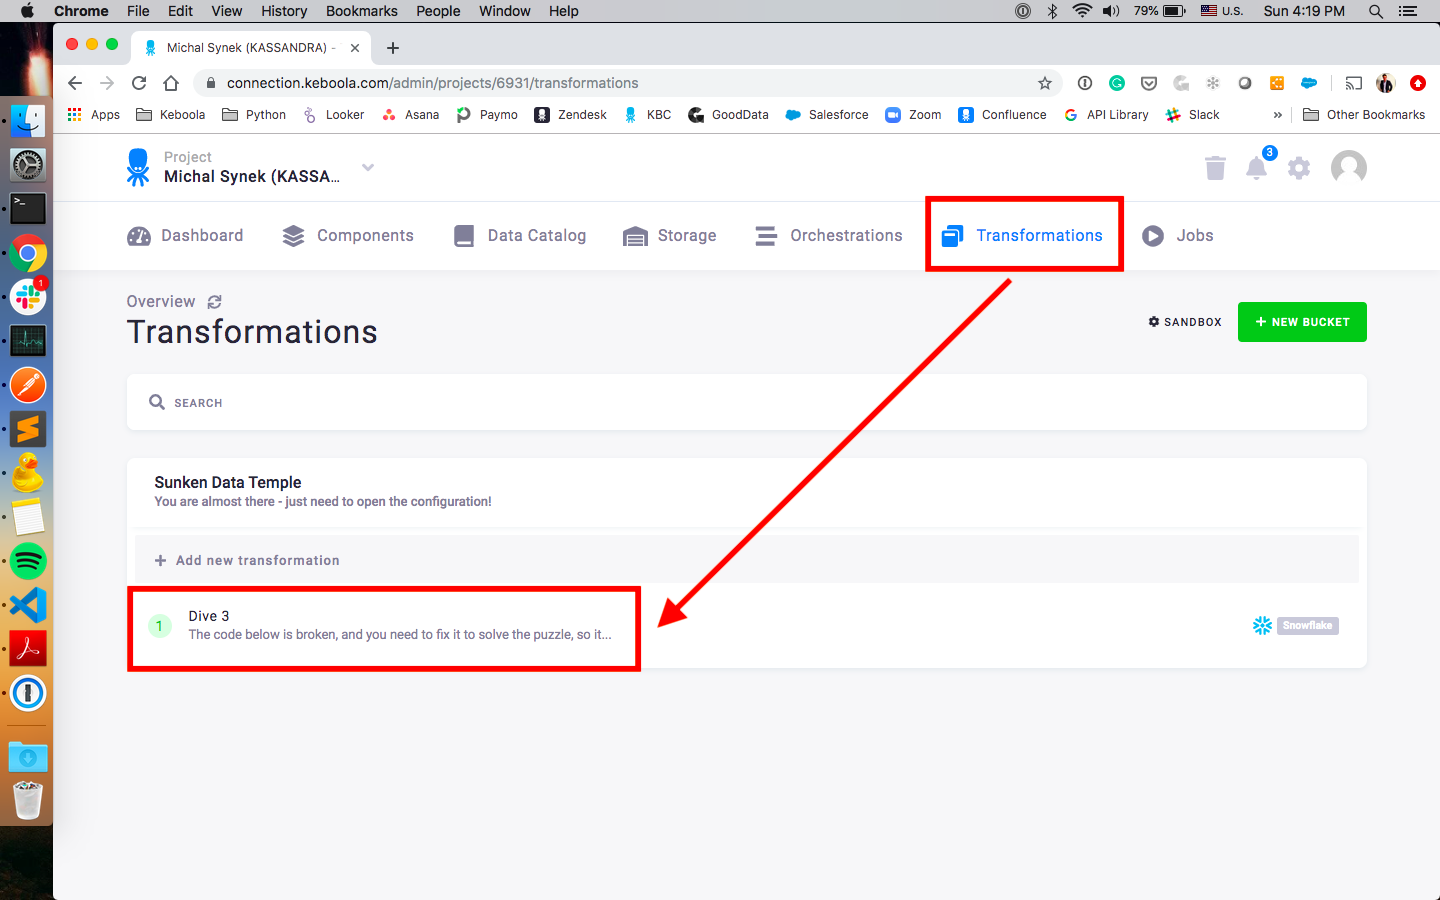 Chrome File Edit View History Bookmarks People Window Help 79% U.S. Sun 4:19 PM
Michal Synek (KASSANDRA) -
connection.keboola.com/admin/projects/6931/transformations
Apps Keboola Python Looker Asana Paymo Zendesk KBC GoodData Salesforce Zoom Confluence API Library Slack » Other Bookmarks
Project
Michal Synek (KASSA...
3
Dashboard Components Data Catalog Storage Orchestrations Transformations Jobs
Overview
Transformations
SANDBOX + NEW BUCKET
SEARCH
Sunken Data Temple
You are almost there - just need to open the configuration!
+ Add new transformation
1
Dive 3
The code below is broken, and you need to fix it to solve the puzzle, so it...
Snowflake
1